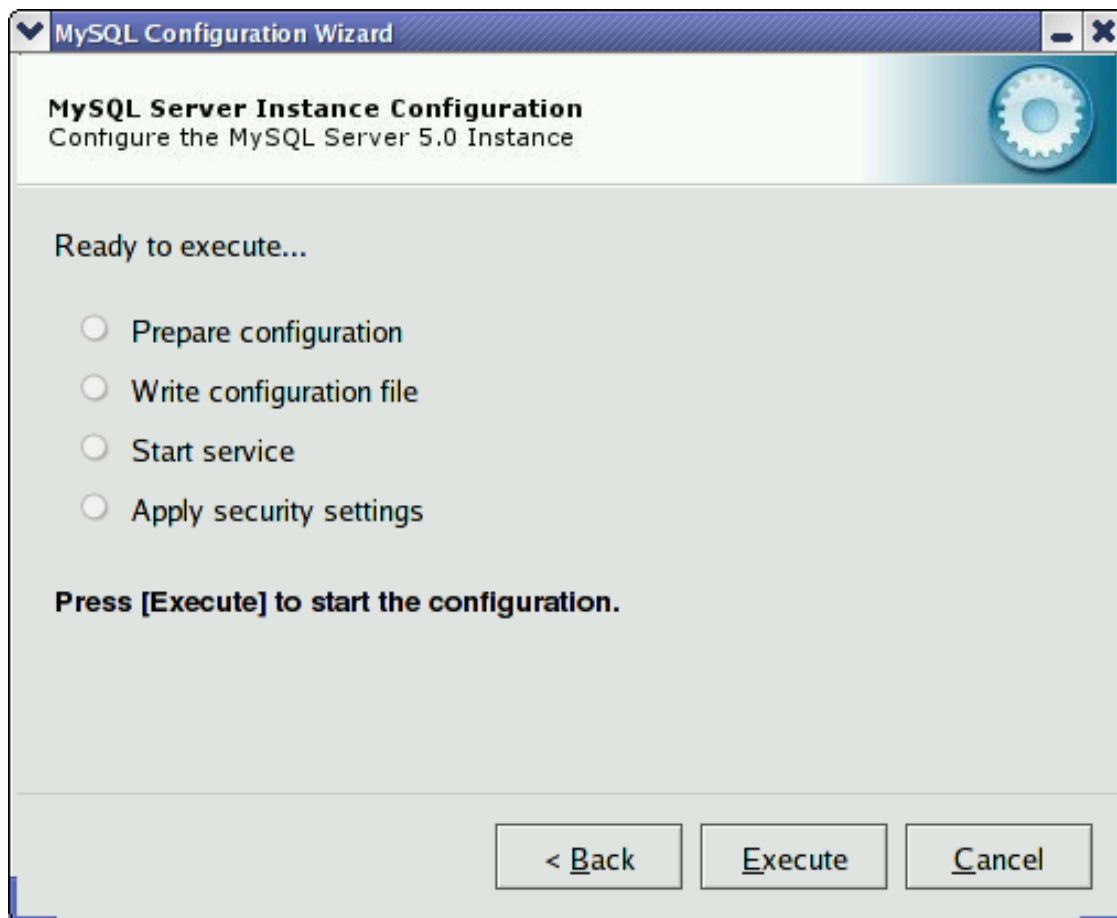 MySQL Configuration Wizard
MySQL Server Instance Configuration
Configure the MySQL Server 5.0 Instance
Ready to execute...
Prepare configuration
Write configuration file
Start service
Apply security settings
Press [Execute] to start the configuration.
< Back Execute Cancel